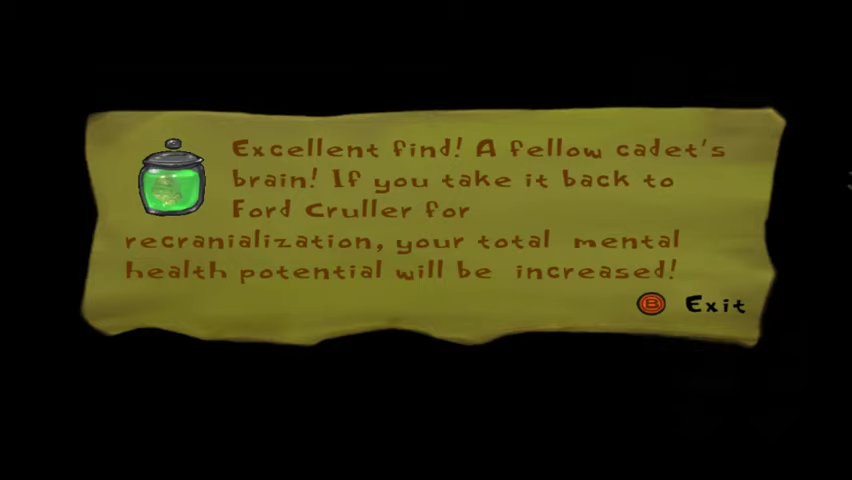 Excellent find! A fellow cadet's
brain! If you take it back to
Ford Cruller for
recranialization, your total mental
health potential will be increased!
B Exit